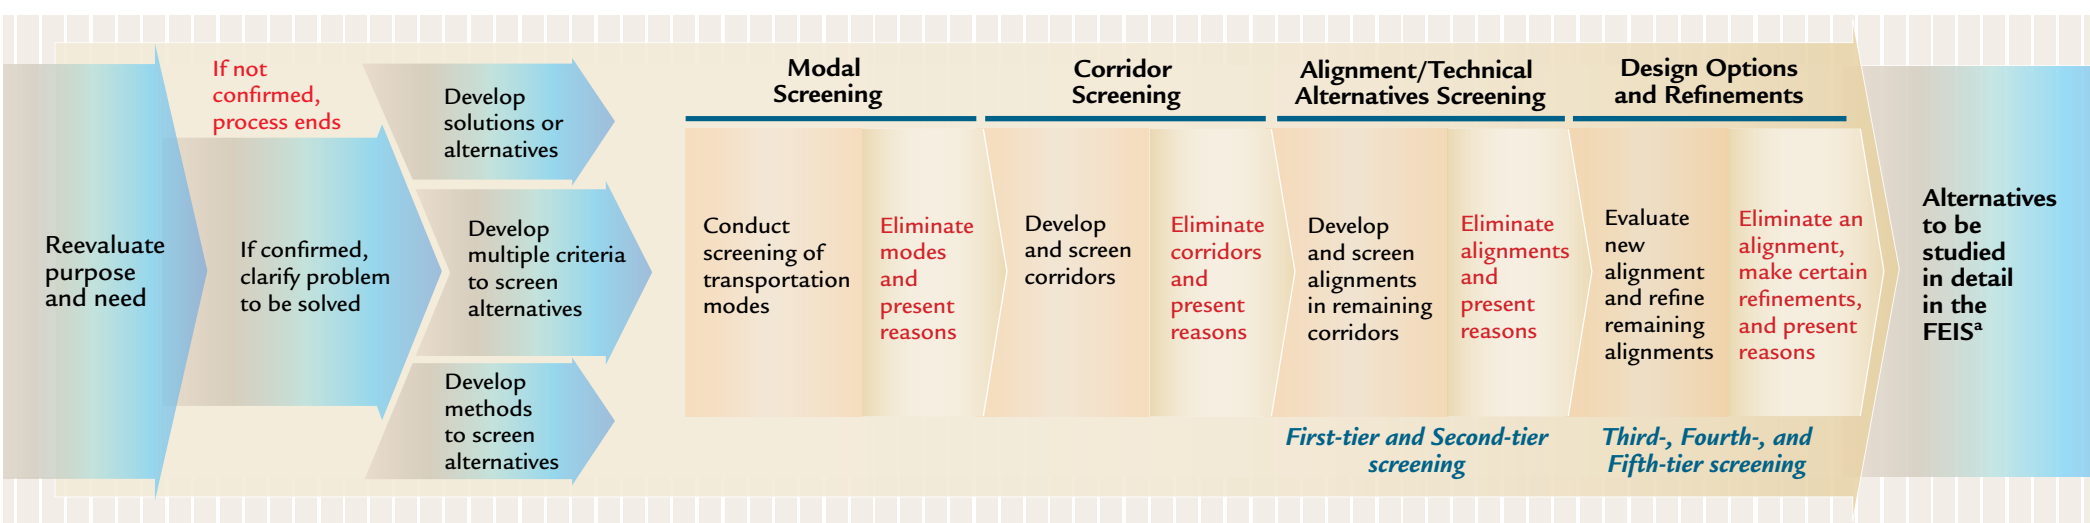 Reevaluate
purpose
and need
If not
confirmed,
process ends
If confirmed,
clarify problem
to be solved
Develop
solutions or
alternatives
Develop
multiple criteria
to screen
alternatives
Develop
methods
to screen
alternatives
Modal
Screening
Conduct
screening of
transportation
modes
Eliminate
modes
and
present
reasons
Corridor
Screening
Develop
and screen
corridors
Eliminate
corridors
and
present
reasons
Alignment/Technical
Alternatives Screening
Develop
and screen
alignments
in remaining
corridors
Eliminate
alignments
and
present
reasons
First-tier and Second-tier
screening
Design Options
and Refinements
Evaluate
new
alignment
and refine
remaining
alignments
Eliminate an
alignment,
make certain
refinements,
and present
reasons
Third-, Fourth-, and
Fifth-tier screening
Alternatives
to be
studied
in detail
in the
FEISª